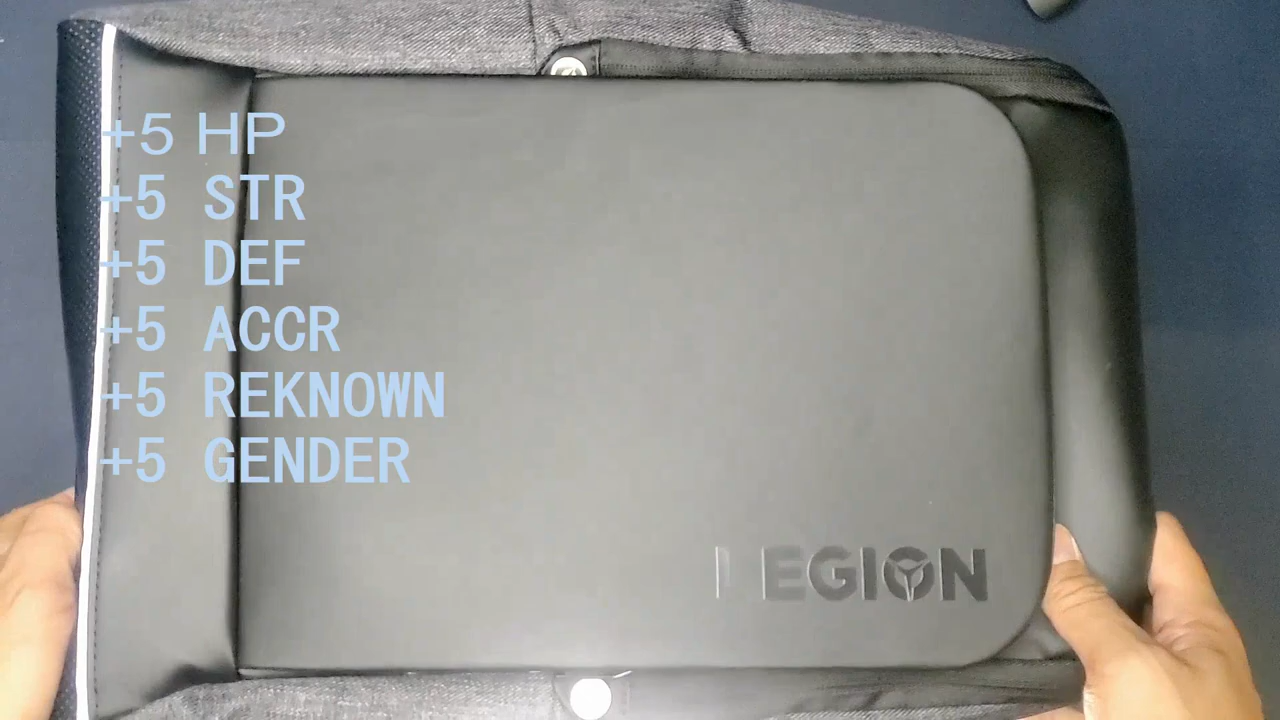 +5 HP
+5 STR
+5 DEF
+5 ACCR
+5 REKNOWN
+5 GENDER
LEGION